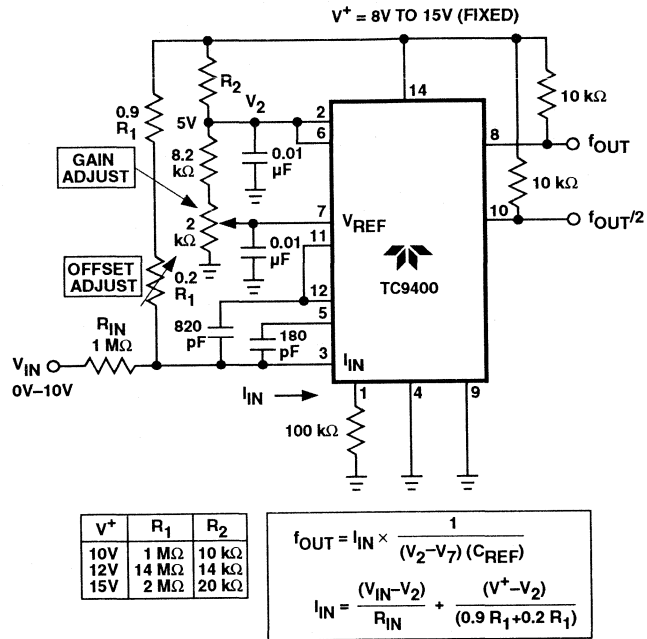 V+ = 8V TO 15V (FIXED)
R2
14
0.9
R1
10 kΩ
5V
V2
2
6
8
fOUT
GAIN
ADJUST
8.2
kΩ
0.01
µF
10 kΩ
2
kΩ
7
VREF
10
fOUT/2
11
0.01
µF
OFFSET
ADJUST
0.2
R1
TC9400
12
RIN
1 MΩ
820
pF
5
180
pF
3
IIN
VIN
0V–10V
IIN
1
4
9
100 kΩ
V+ R1 R2
10V 1 MΩ 10 kΩ
12V 14 MΩ 14 kΩ
15V 2 MΩ 20 kΩ
fOUT = IIN × 1 / (V2–V7) (CREF)
IIN = (VIN–V2) / RIN + (V+–V2) / (0.9 R1+0.2 R1)